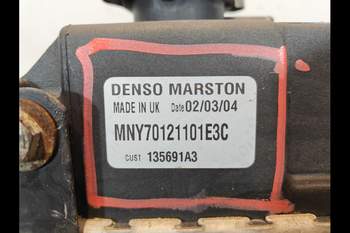 DENSO MARSTON
MADE IN UK Date 02/03/04
MNY70121101E3C
CUST 135691A3